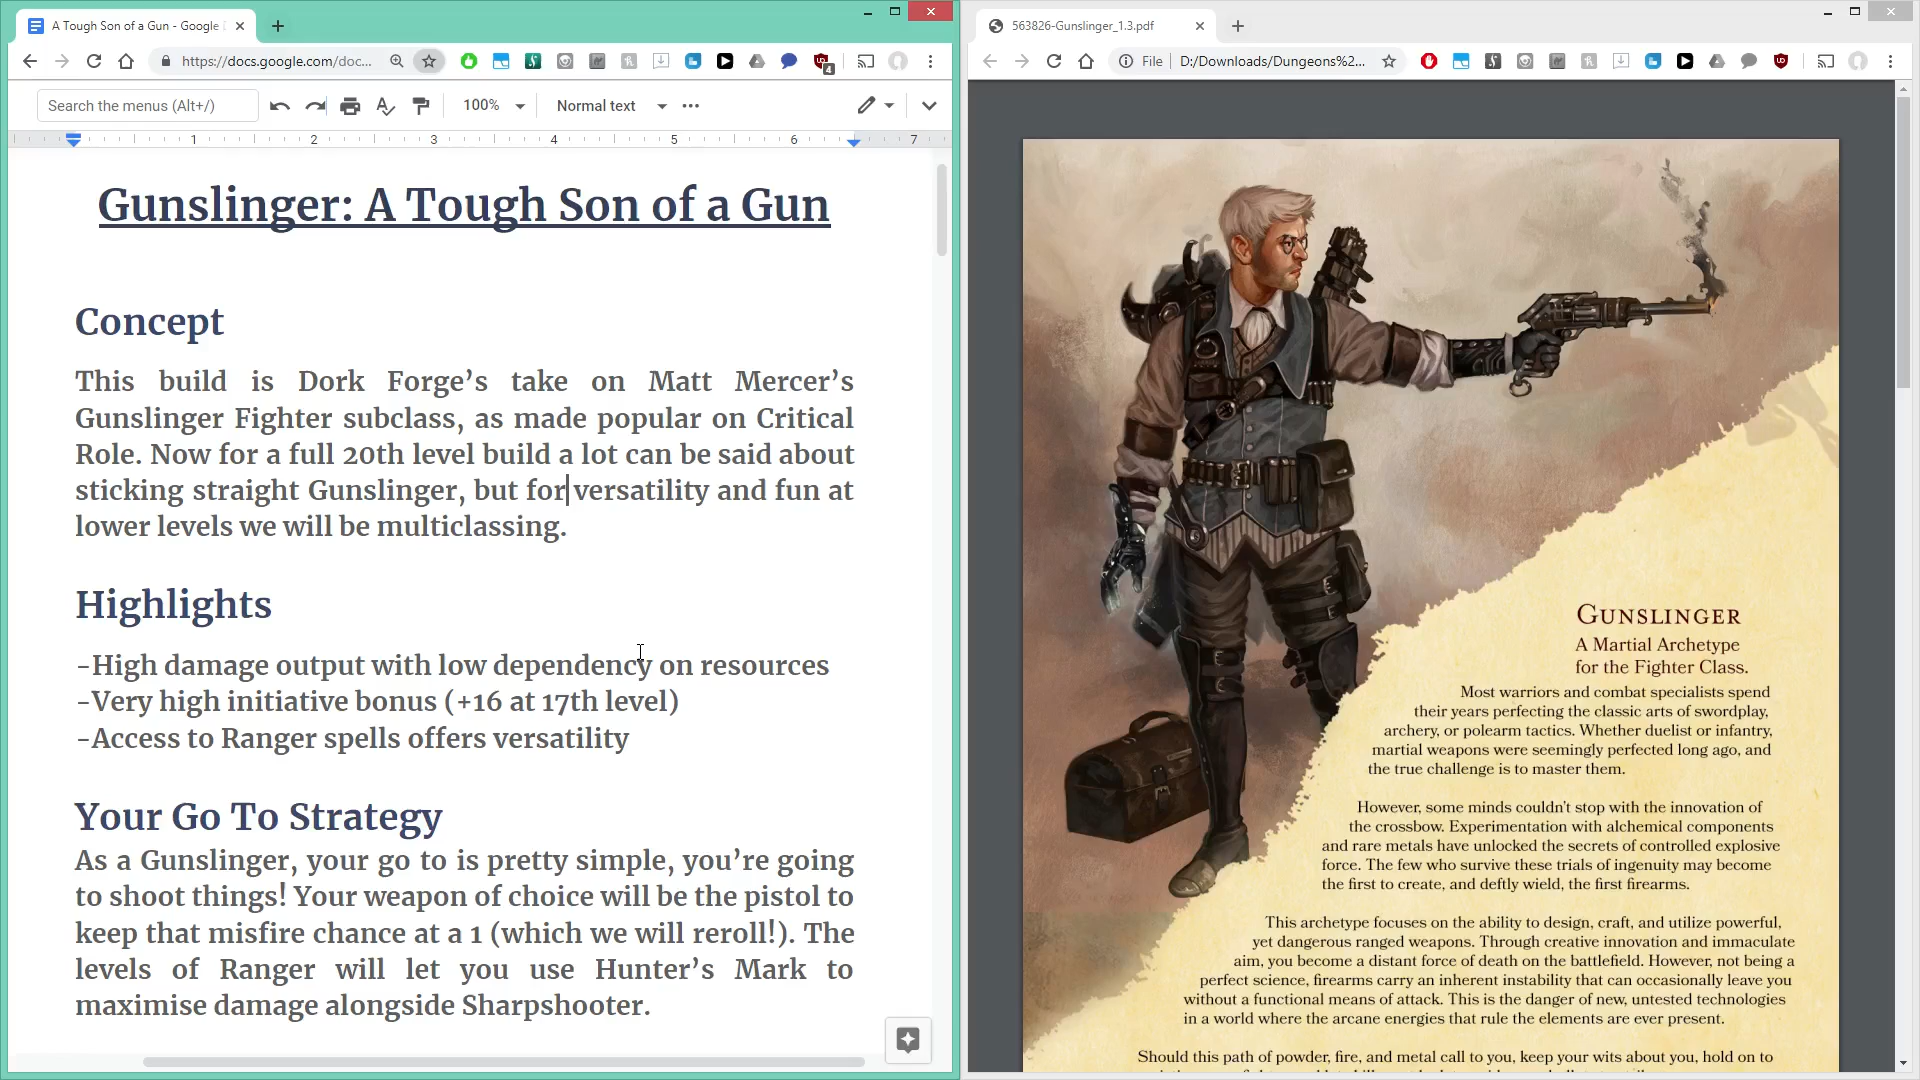 A Tough Son of a Gun - Google
https://docs.google.com/doc...
4
Search the menus (Alt+/)
100%
Normal text
1 2 3 4 5 6 7
Gunslinger: A Tough Son of a Gun
Concept
This build is Dork Forge’s take on Matt Mercer’s
Gunslinger Fighter subclass, as made popular on Critical
Role. Now for a full 20th level build a lot can be said about
sticking straight Gunslinger, but for versatility and fun at
lower levels we will be multiclassing.
Highlights
-High damage output with low dependency on resources
-Very high initiative bonus (+16 at 17th level)
-Access to Ranger spells offers versatility
Your Go To Strategy
As a Gunslinger, your go to is pretty simple, you’re going
to shoot things! Your weapon of choice will be the pistol to
keep that misfire chance at a 1 (which we will reroll!). The
levels of Ranger will let you use Hunter’s Mark to
maximise damage alongside Sharpshooter.
563826-Gunslinger_1.3.pdf
File
D:/Downloads/Dungeons%2...
GUNSLINGER
A Martial Archetype
for the Fighter Class.
Most warriors and combat specialists spend
their years perfecting the classic arts of swordplay,
archery, or polearm tactics. Whether duelist or infantry,
martial weapons were seemingly perfected long ago, and
the true challenge is to master them.
However, some minds couldn’t stop with the innovation of
the crossbow. Experimentation with alchemical components
and rare metals have unlocked the secrets of controlled explosive
force. The few who survive these trials of ingenuity may become
the first to create, and deftly wield, the first firearms.
This archetype focuses on the ability to design, craft, and utilize powerful,
yet dangerous ranged weapons. Through creative innovation and immaculate
aim, you become a distant force of death on the battlefield. However, not being a
perfect science, firearms carry an inherent instability that can occasionally leave you
without a functional means of attack. This is the danger of new, untested technologies
in a world where the arcane energies that rule the elements are ever present.
Should this path of powder, fire, and metal call to you, keep your wits about you, hold on to